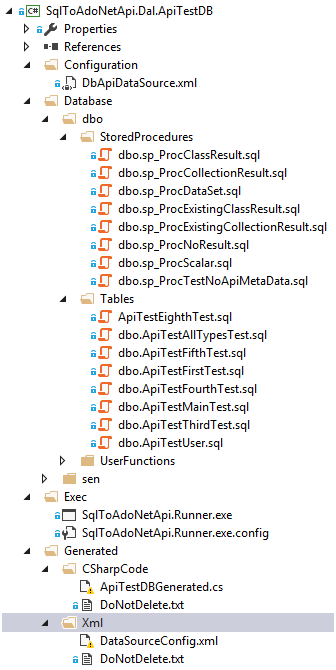 C# SqlToAdoNetApi.Dal.ApiTestDB
Properties
References
Configuration
DbApiDataSource.xml
Database
dbo
StoredProcedures
dbo.sp_ProcClassResult.sql
dbo.sp_ProcCollectionResult.sql
dbo.sp_ProcDataSet.sql
dbo.sp_ProcExistingClassResult.sql
dbo.sp_ProcExistingCollectionResult.sql
dbo.sp_ProcNoResult.sql
dbo.sp_ProcScalar.sql
dbo.sp_ProcTestNoApiMetaData.sql
Tables
ApiTestEighthTest.sql
dbo.ApiTestAllTypesTest.sql
dbo.ApiTestFifthTest.sql
dbo.ApiTestFirstTest.sql
dbo.ApiTestFourthTest.sql
dbo.ApiTestMainTest.sql
dbo.ApiTestThirdTest.sql
dbo.ApiTestUser.sql
UserFunctions
sen
Exec
SqlToAdoNetApi.Runner.exe
SqlToAdoNetApi.Runner.exe.config
Generated
CSharpCode
ApiTestDBGenerated.cs
DoNotDelete.txt
Xml
DataSourceConfig.xml
DoNotDelete.txt